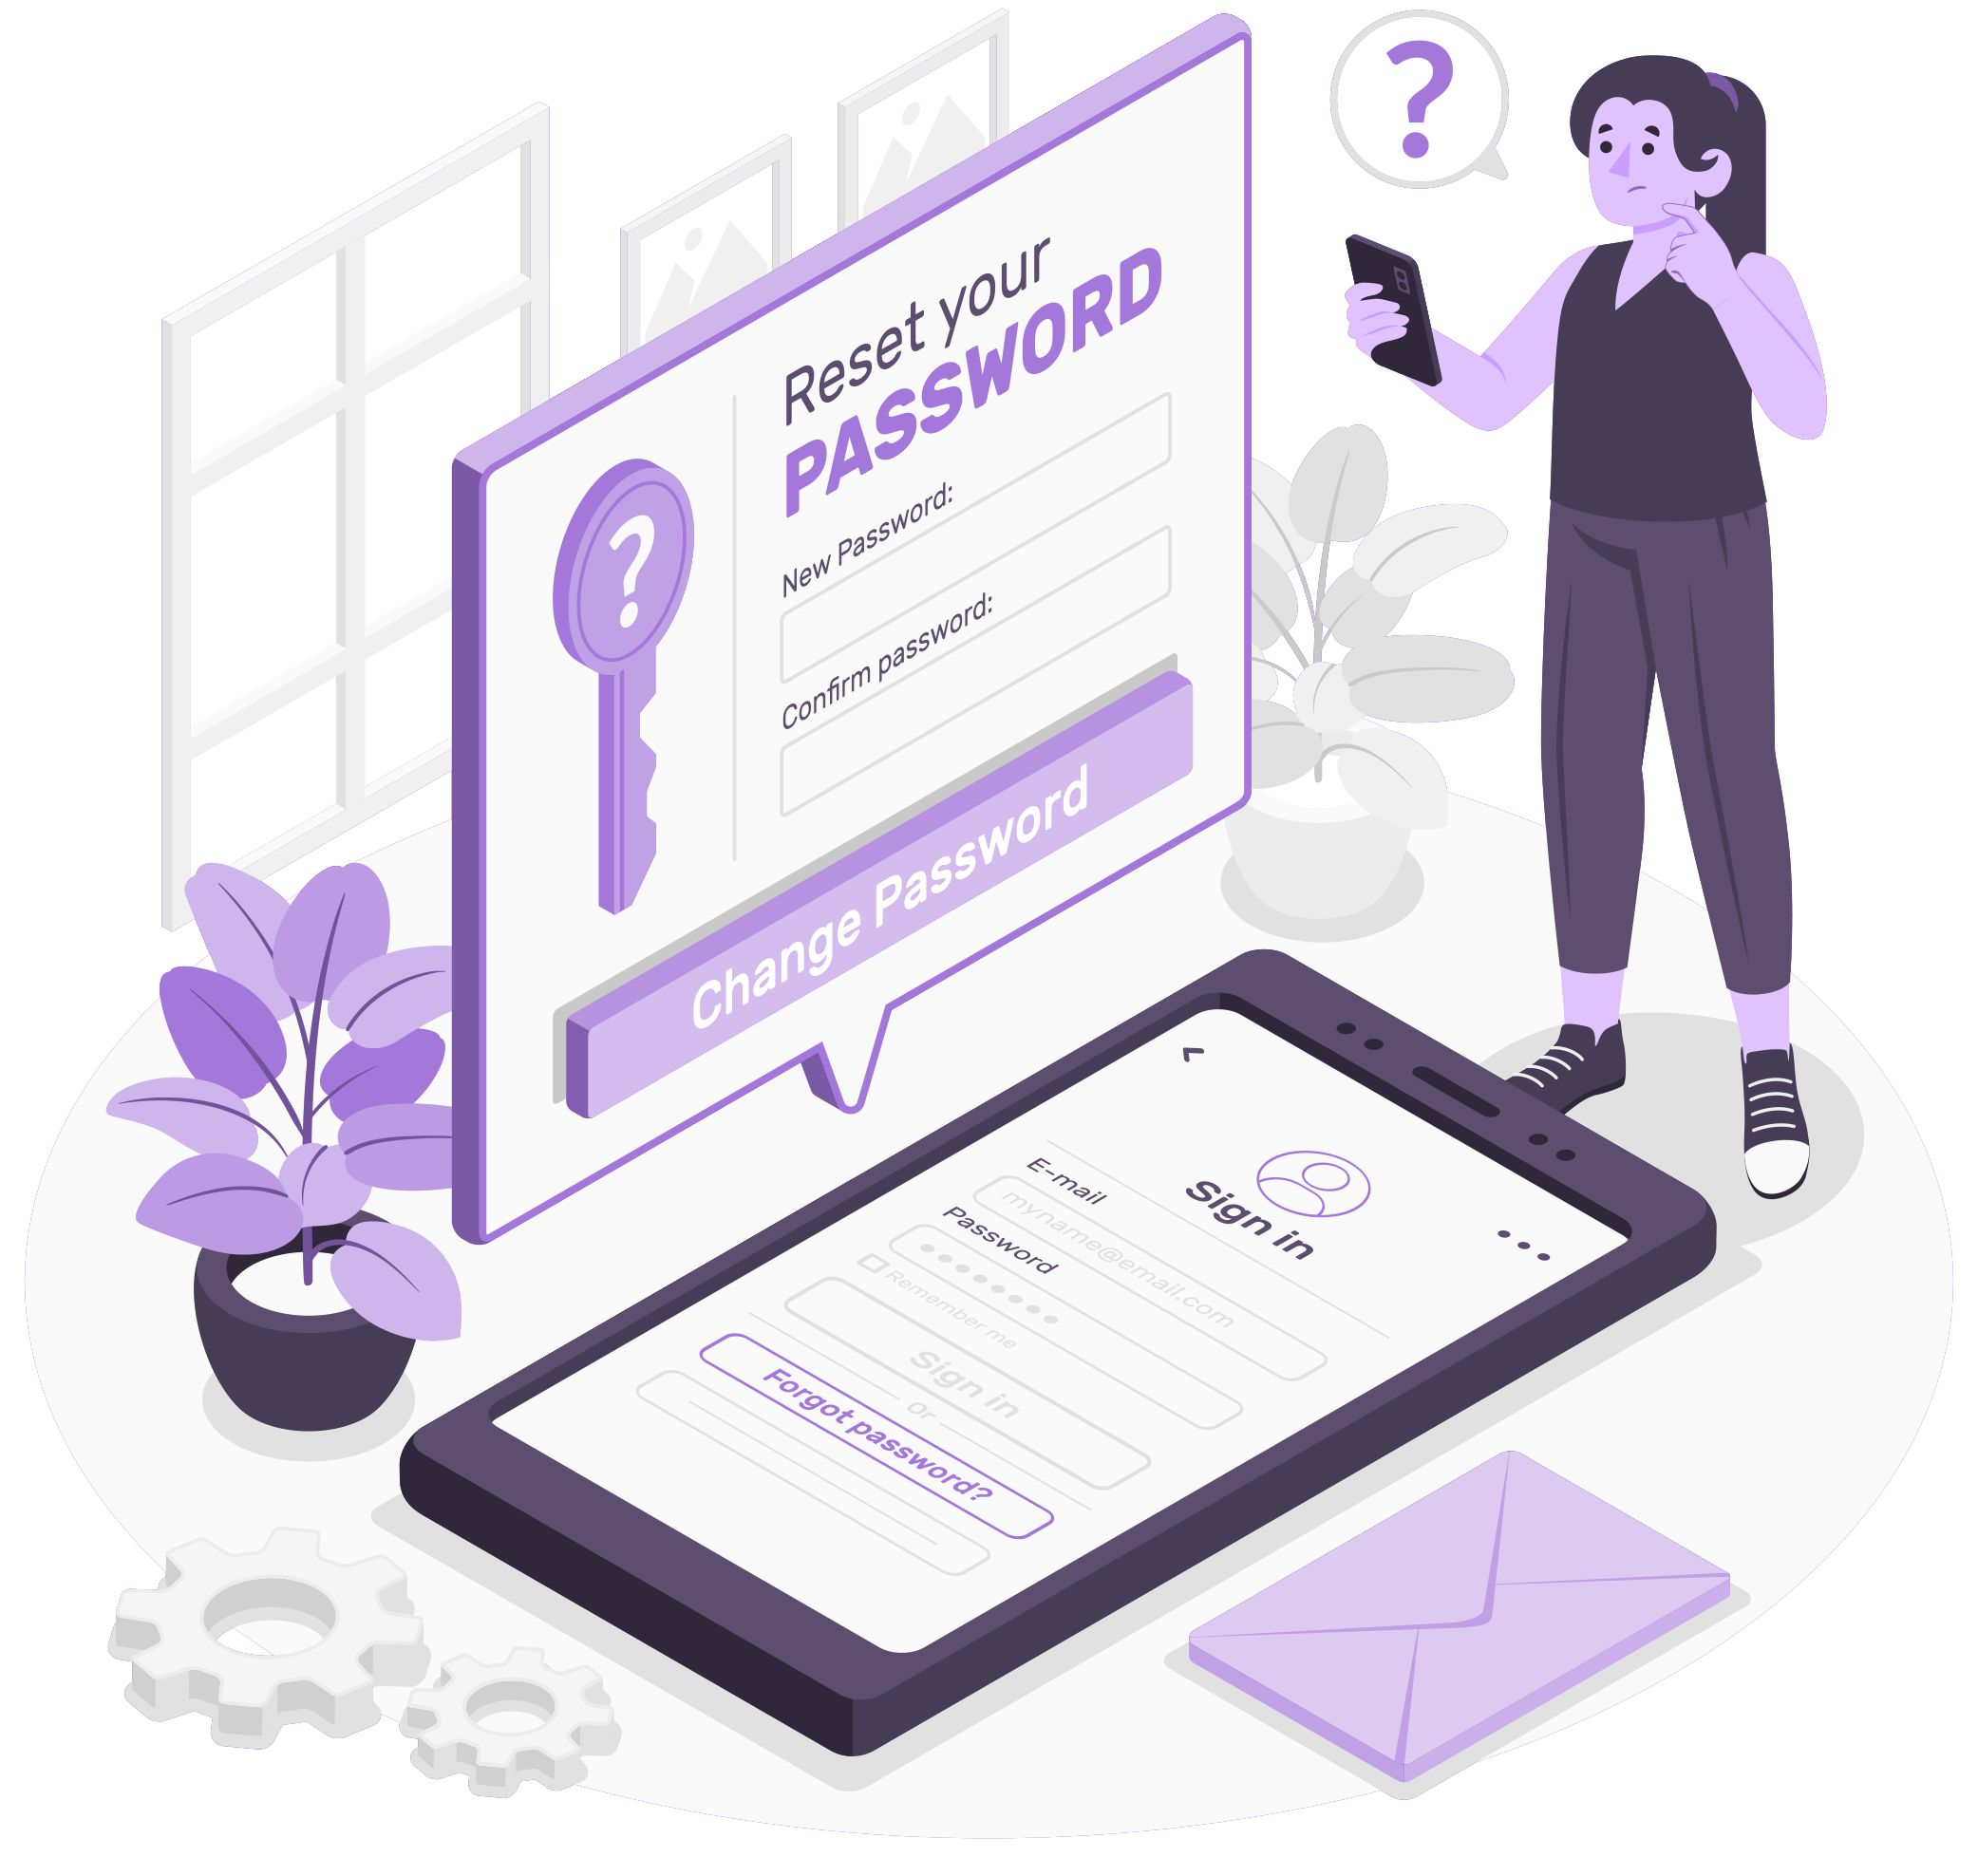 ?
Reset your
PASSWORD
?
New Password:
Confirm password:
Change Password
Sign in
E-mail
myname@email.com
Password
Remember me
Sign in
Or
Forgot password?